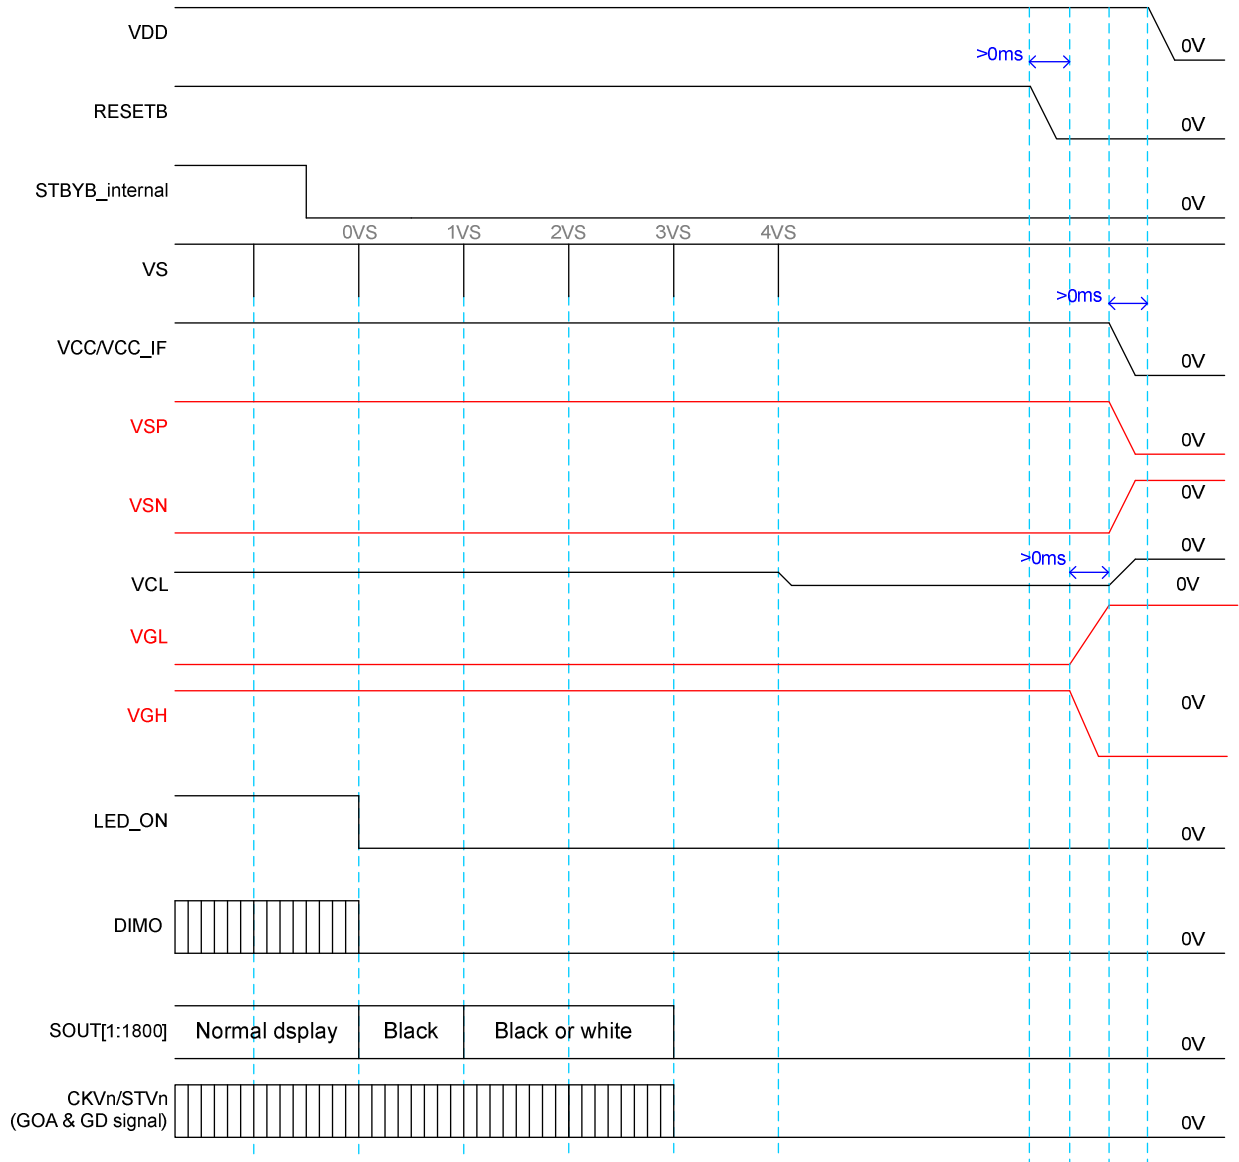 VDD
0V
>0ms
RESETB
0V
STBYB_internal
0V
0VS 1VS 2VS 3VS 4VS
VS
>0ms
VCC/VCC_IF
0V
VSP
0V
VSN
0V
0V
>0ms
VCL
0V
VGL
VGH
0V
LED_ON
0V
DIMO
0V
SOUT[1:1800]
Normal dsplay Black Black or white
0V
CKVn/STVn
(GOA & GD signal)
0V